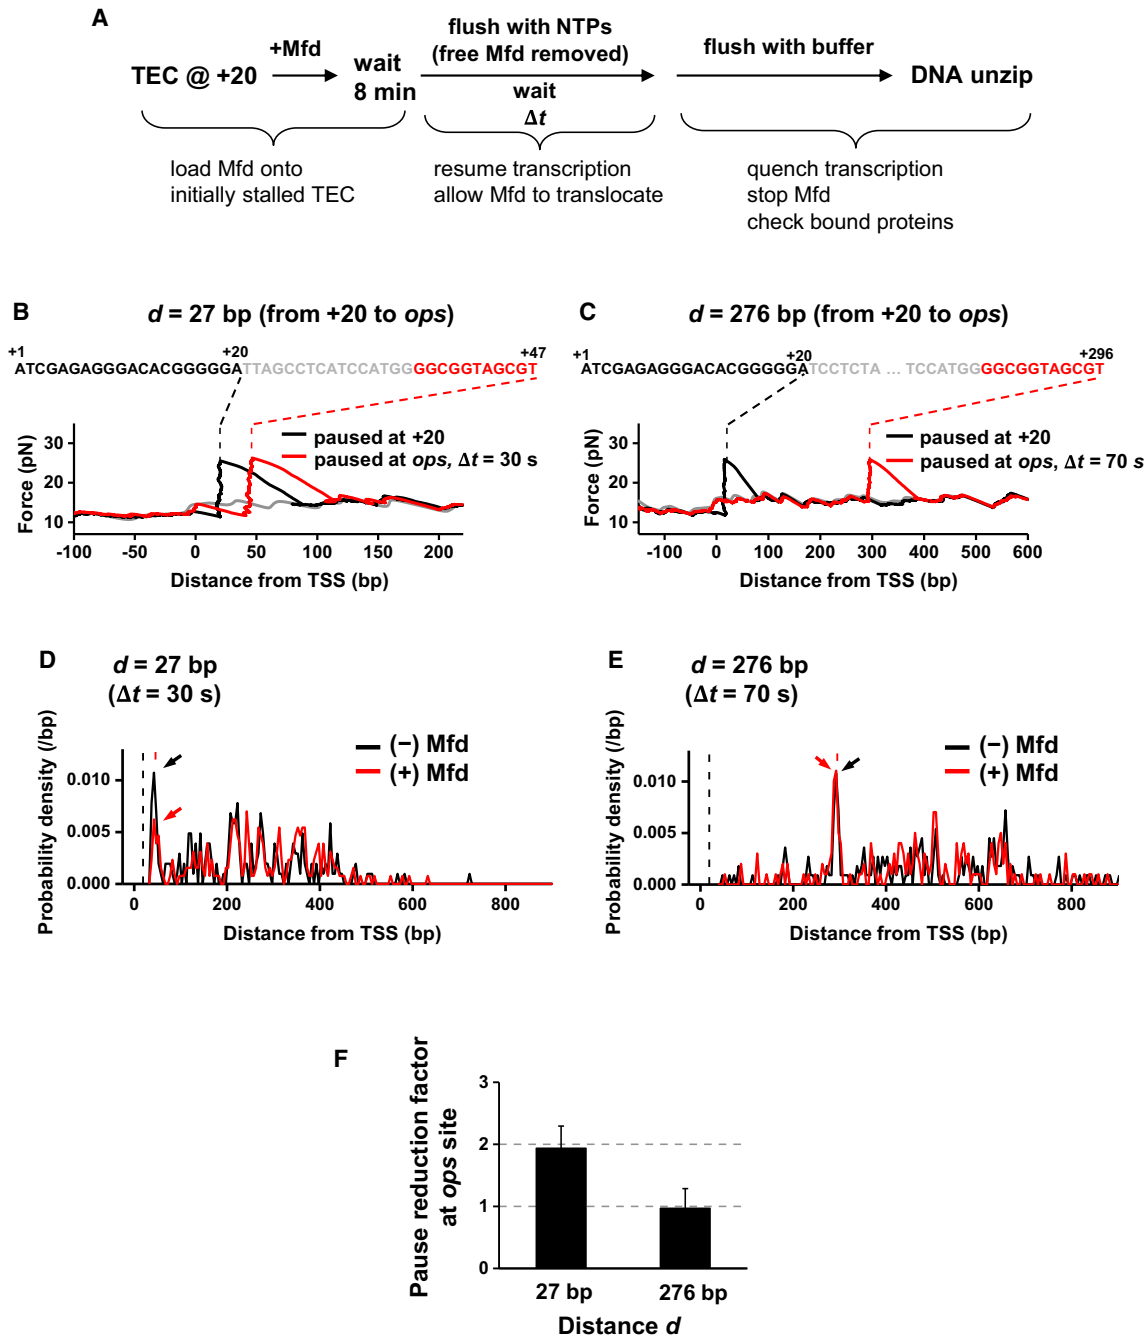 A
TEC @ +20
+Mfd
wait
8 min
flush with NTPs
(free Mfd removed)
wait
Δt
flush with buffer
DNA unzip
load Mfd onto
initially stalled TEC
resume transcription
allow Mfd to translocate
quench transcription
stop Mfd
check bound proteins
B
d = 27 bp (from +20 to ops)
+1
+20
+47
ATCGAGAGGGACACGGGGGATTAGCCTCATCCATGGGGCGGTAGCGT
paused at +20
paused at ops, Δt = 30 s
Force (pN)
30
20
10
-100 -50 0 50 100 150 200
Distance from TSS (bp)
C
d = 276 bp (from +20 to ops)
+1
+20
+296
ATCGAGAGGGACACGGGGGATCCTCTA ... TCCATGGGGCGGTAGCGT
paused at +20
paused at ops, Δt = 70 s
Force (pN)
30
20
10
-100 0 100 200 300 400 500 600
Distance from TSS (bp)
D
d = 27 bp
(Δt = 30 s)
(−) Mfd
(+) Mfd
Probability density (/bp)
0.010
0.005
0.000
0 200 400 600 800
Distance from TSS (bp)
E
d = 276 bp
(Δt = 70 s)
(−) Mfd
(+) Mfd
Probability density (/bp)
0.010
0.005
0.000
0 200 400 600 800
Distance from TSS (bp)
F
Pause reduction factor
at ops site
3
2
1
0
27 bp 276 bp
Distance d